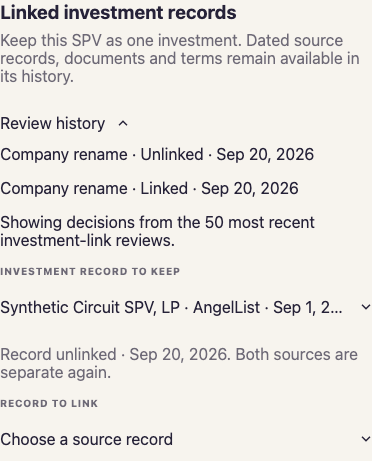 Linked investment records
Keep this SPV as one investment. Dated source
records, documents and terms remain available in
its history.
Review history
Company rename · Unlinked · Sep 20, 2026
Company rename · Linked · Sep 20, 2026
Showing decisions from the 50 most recent
investment-link reviews.
INVESTMENT RECORD TO KEEP
Synthetic Circuit SPV, LP · AngelList · Sep 1, 2...
Record unlinked · Sep 20, 2026. Both sources are
separate again.
RECORD TO LINK
Choose a source record